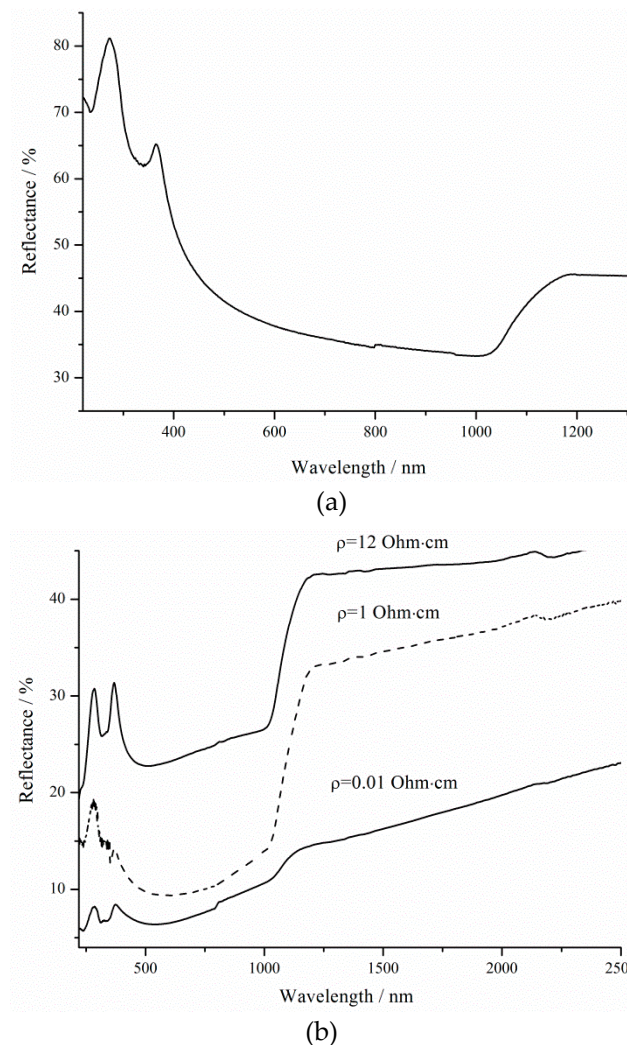 80
70
60
50
40
30
Reflectance / %
400 600 800 1000 1200
Wavelength / nm
(a)
ρ=12 Ohm·cm
ρ=1 Ohm·cm
ρ=0.01 Ohm·cm
40
30
20
10
Reflectance / %
500 1000 1500 2000 2500
Wavelength / nm
(b)